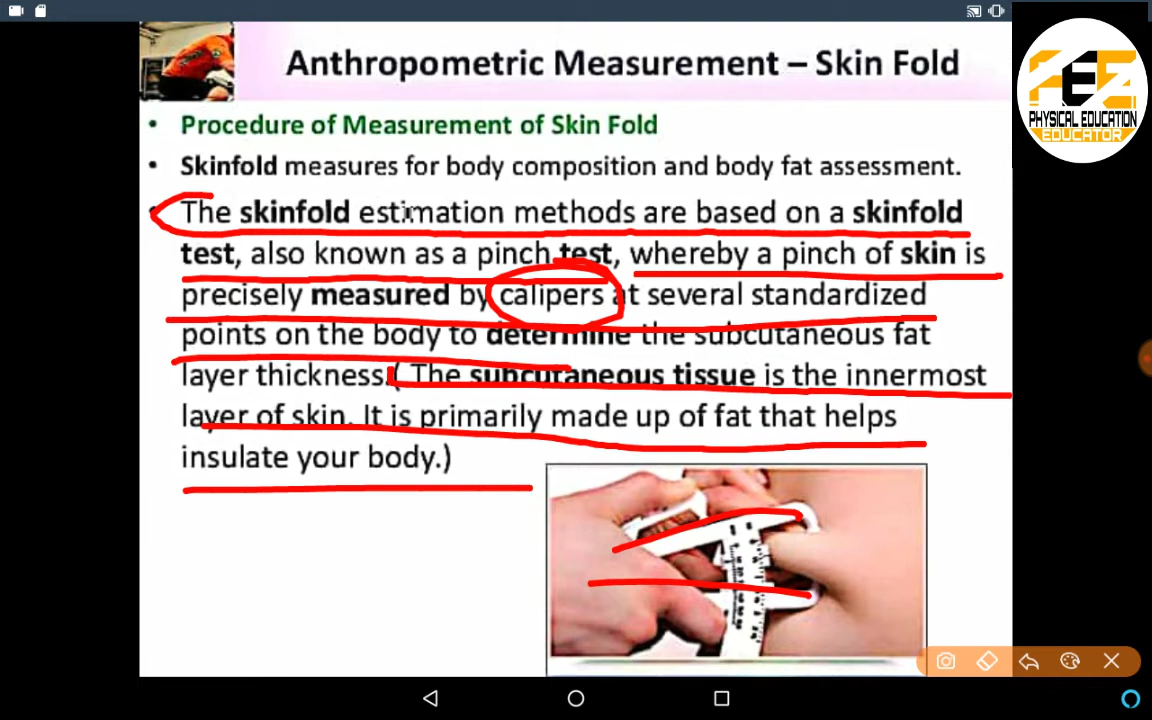 Anthropometric Measurement – Skin Fold
PHYSICAL EDUCATION
EDUCATOR
• Procedure of Measurement of Skin Fold
• Skinfold measures for body composition and body fat assessment.
• The skinfold estimation methods are based on a skinfold
test, also known as a pinch test, whereby a pinch of skin is
precisely measured by calipers at several standardized
points on the body to determine the subcutaneous fat
layer thickness.( The subcutaneous tissue is the innermost
layer of skin. It is primarily made up of fat that helps
insulate your body.)